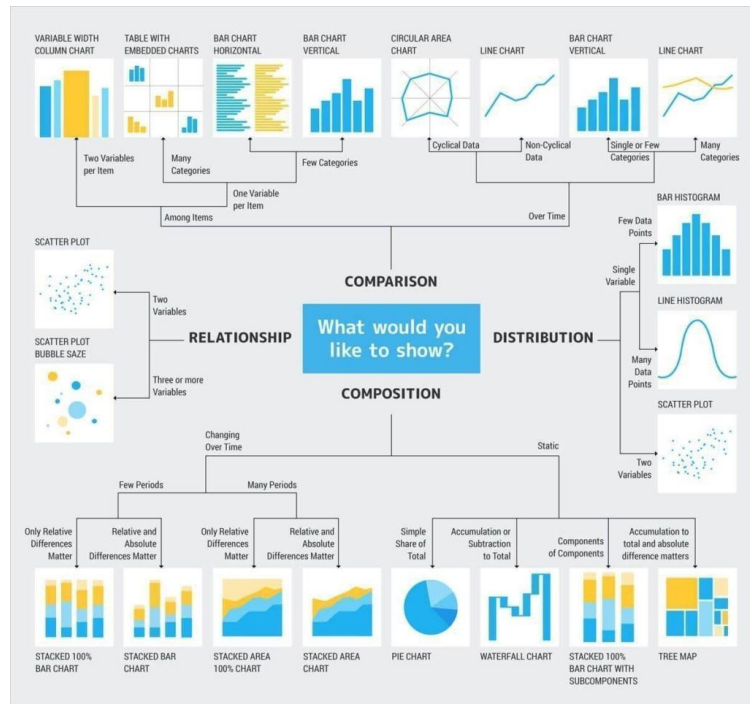 VARIABLE WIDTH
COLUMN CHART
TABLE WITH
EMBEDDED CHARTS
BAR CHART
HORIZONTAL
BAR CHART
VERTICAL
CIRCULAR AREA
CHART
LINE CHART
BAR CHART
VERTICAL
LINE CHART
Two Variables
per Item
Many
Categories
Few Categories
One Variable
per Item
Among Items
Cyclical Data
Non-Cyclical
Data
Single or Few
Categories
Many
Categories
Over Time
COMPARISON
What would you
like to show?
RELATIONSHIP
SCATTER PLOT
Two
Variables
SCATTER PLOT
BUBBLE SAZE
Three or more
Variables
DISTRIBUTION
BAR HISTOGRAM
Few Data
Points
Single
Variable
LINE HISTOGRAM
Many
Data
Points
SCATTER PLOT
Two
Variables
COMPOSITION
Changing
Over Time
Static
Few Periods
Many Periods
Only Relative
Differences
Matter
Relative and
Absolute
Differences Matter
Only Relative
Differences
Matter
Relative and
Absolute
Differences Matter
Simple
Share of
Total
Accumulation or
Subtraction
to Total
Components
of Components
Accumulation to
total and absolute
difference matters
STACKED 100%
BAR CHART
STACKED BAR
CHART
STACKED AREA
100% CHART
STACKED AREA
CHART
PIE CHART
WATERFALL CHART
STACKED 100%
BAR CHART WITH
SUBCOMPONENTS
TREE MAP